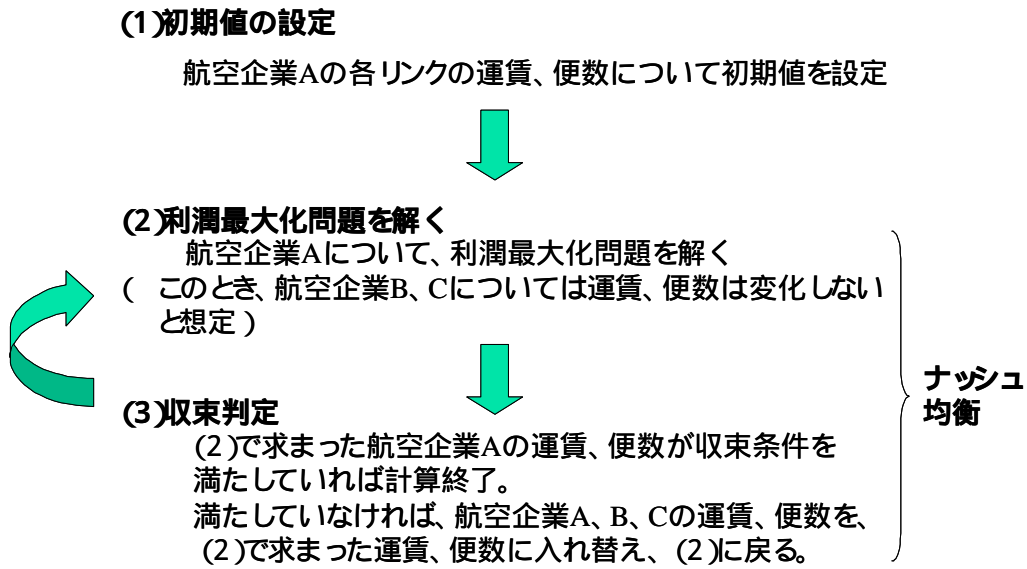 (1)初期値の設定
航空企業Aの各リンクの運賃、便数について初期値を設定
(2)利潤最大化問題を解く
航空企業Aについて、利潤最大化問題を解く
( このとき、航空企業B、Cについては運賃、便数は変化しない
と想定 )
(3)収束判定
(2)で求まった航空企業Aの運賃、便数が収束条件を
満たしていれば計算終了。
満たしていなければ、航空企業A、B、Cの運賃、便数を、
(2)で求まった運賃、便数に入れ替え、(2)に戻る。
ナッシュ
均衡